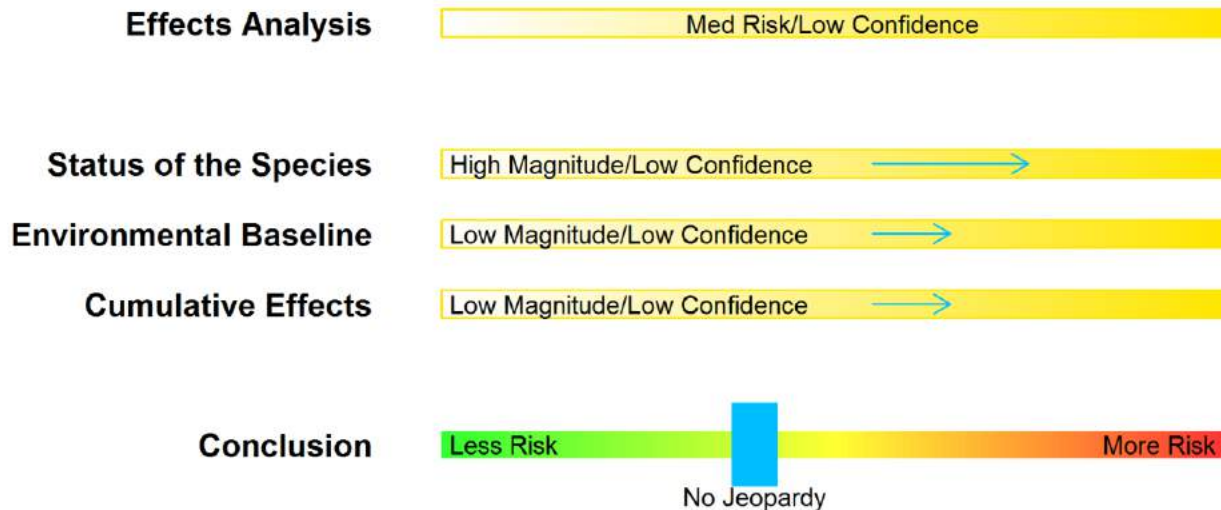 Effects Analysis Med Risk/Low Confidence
Status of the Species High Magnitude/Low Confidence
Environmental Baseline Low Magnitude/Low Confidence
Cumulative Effects Low Magnitude/Low Confidence
Conclusion Less Risk More Risk
No Jeopardy